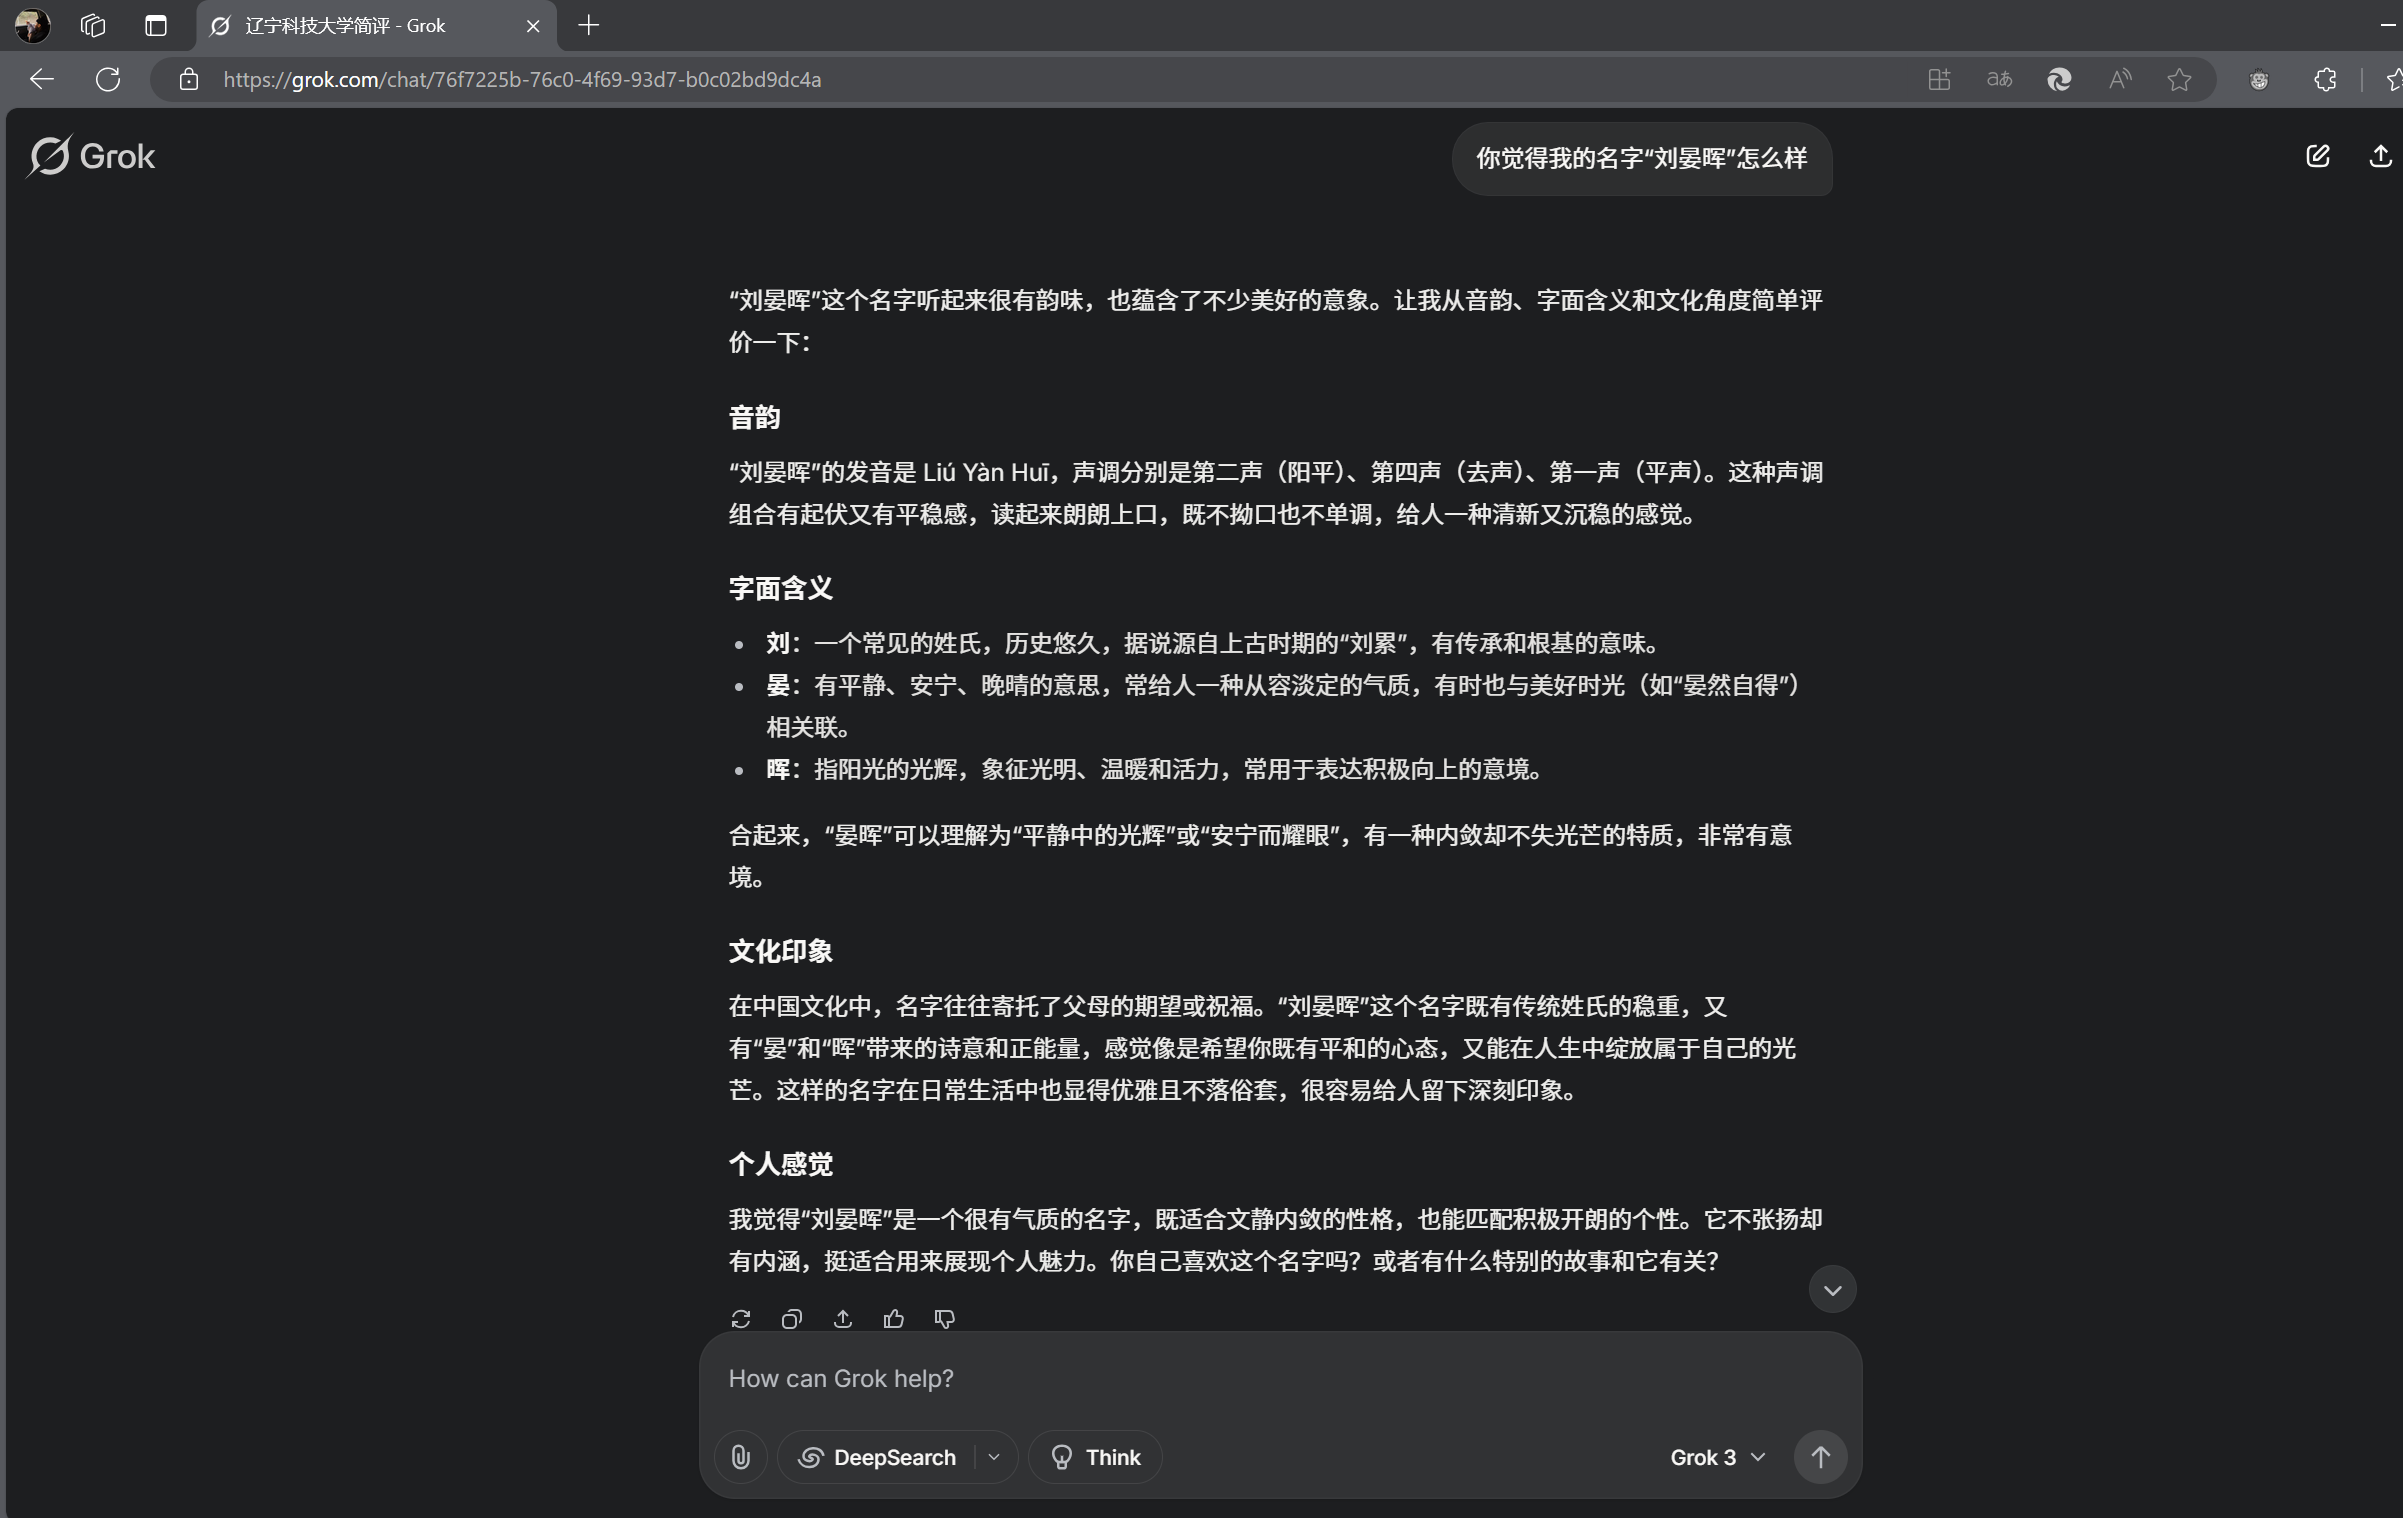 辽宁科技大学简评 - Grok
https://grok.com/chat/76f7225b-76c0-4f69-93d7-b0c02bd9dc4a
aあ
Grok
你觉得我的名字“刘晏晖”怎么样
“刘晏晖”这个名字听起来很有韵味，也蕴含了不少美好的意象。让我从音韵、字面含义和文化角度简单评
价一下：
音韵
“刘晏晖”的发音是 Liú Yàn Huī，声调分别是第二声（阳平）、第四声（去声）、第一声（平声）。这种声调
组合有起伏又有平稳感，读起来朗朗上口，既不拗口也不单调，给人一种清新又沉稳的感觉。
字面含义
• 刘：一个常见的姓氏，历史悠久，据说源自上古时期的“刘累”，有传承和根基的意味。
• 晏：有平静、安宁、晚晴的意思，常给人一种从容淡定的气质，有时也与美好时光（如“晏然自得”）
相关联。
• 晖：指阳光的光辉，象征光明、温暖和活力，常用于表达积极向上的意境。
合起来，“晏晖”可以理解为“平静中的光辉”或“安宁而耀眼”，有一种内敛却不失光芒的特质，非常有意
境。
文化印象
在中国文化中，名字往往寄托了父母的期望或祝福。“刘晏晖”这个名字既有传统姓氏的稳重，又
有“晏”和“晖”带来的诗意和正能量，感觉像是希望你既有平和的心态，又能在人生中绽放属于自己的光
芒。这样的名字在日常生活中也显得优雅且不落俗套，很容易给人留下深刻印象。
个人感觉
我觉得“刘晏晖”是一个很有气质的名字，既适合文静内敛的性格，也能匹配积极开朗的个性。它不张扬却
有内涵，挺适合用来展现个人魅力。你自己喜欢这个名字吗？或者有什么特别的故事和它有关？
How can Grok help?
DeepSearch
Think
Grok 3